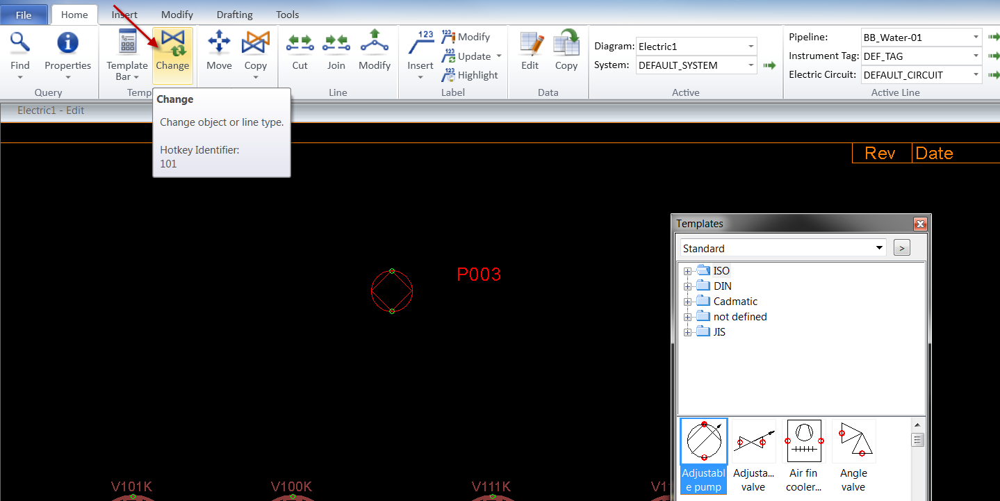 File Home Insert Modify Drafting Tools
Find Properties Template Bar Change Move Copy Cut Join Modify
123 Insert
123 Modify
123 Update
123 Highlight
Edit Copy
Diagram: Electric1
System: DEFAULT_SYSTEM
Pipeline: BB_Water-01
Instrument Tag: DEF_TAG
Electric Circuit: DEFAULT_CIRCUIT
Query Temp Line Label Data Active Active Line
Electric1 - Edit
Change
Change object or line type.
Hotkey Identifier:
101
Rev Date
P003
Templates
Standard >
ISO
DIN
Cadmatic
not defined
JIS
Adjustabl
e pump
Adjusta...
valve
Air fin
cooler...
Angle
valve
V101K V100K V111K